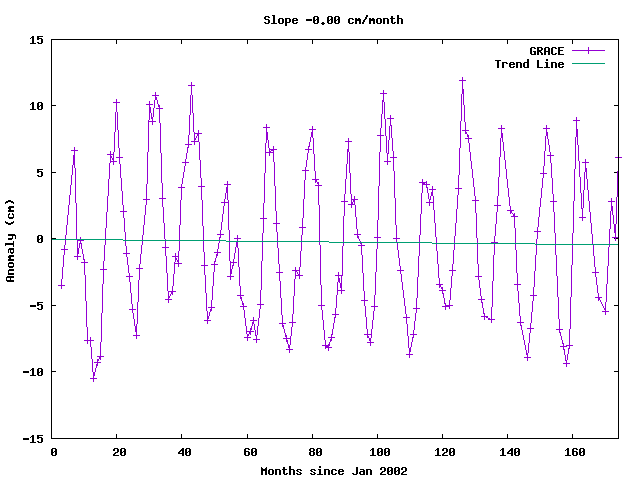 Slope -0.00 cm/month
GRACE
Trend Line
Anomaly (cm)
15
10
5
0
-5
-10
-15
0 20 40 60 80 100 120 140 160
Months since Jan 2002